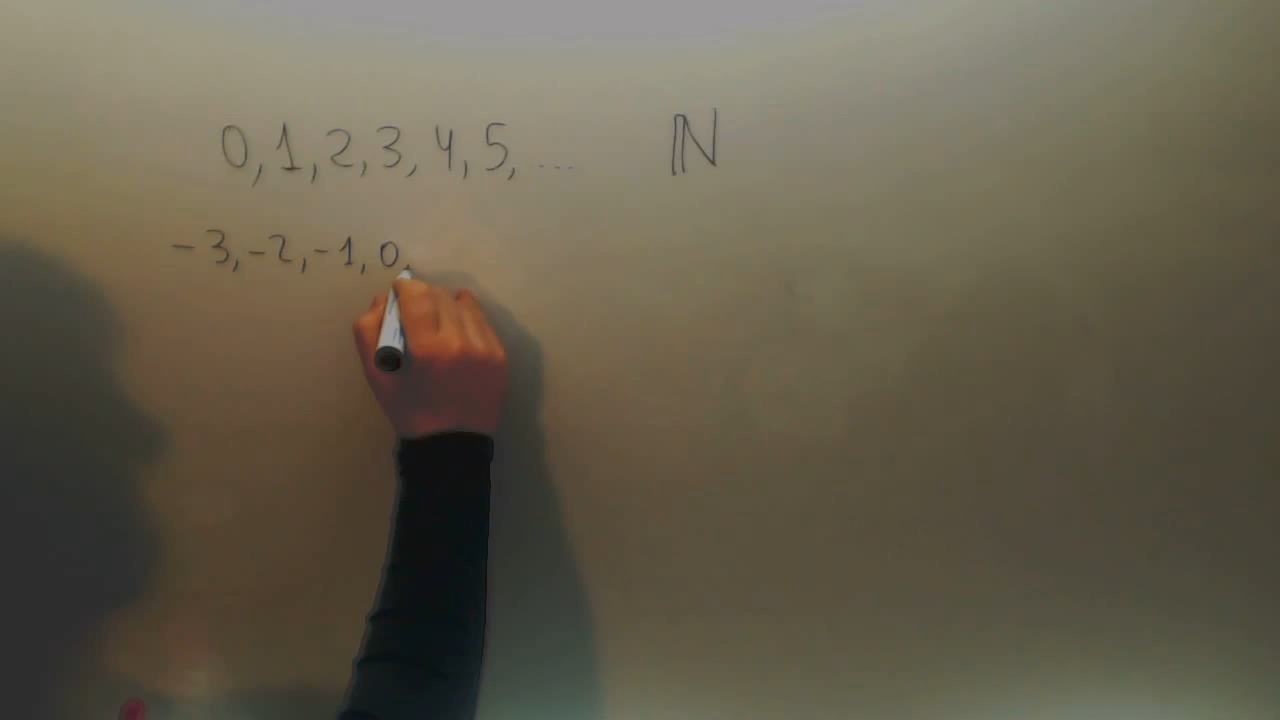 0, 1, 2, 3, 4, 5, ... ℕ
-3, -2, -1, 0,